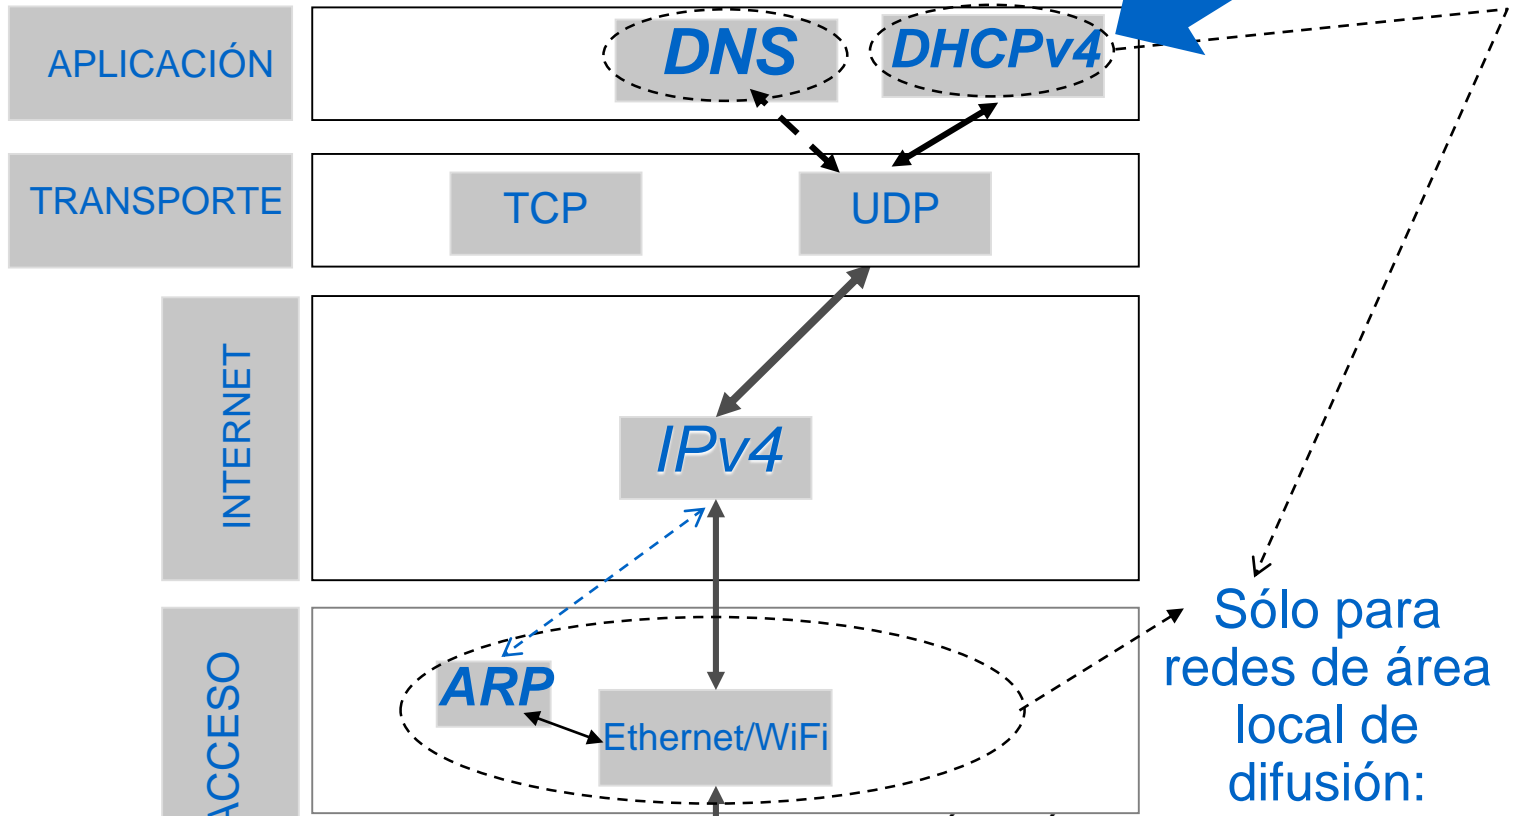 APLICACIÓN
DNS
DHCPv4
TRANSPORTE
TCP
UDP
INTERNET
IPv4
ACCESO
ARP
Ethernet/WiFi
Sólo para
redes de área
local de
difusión: